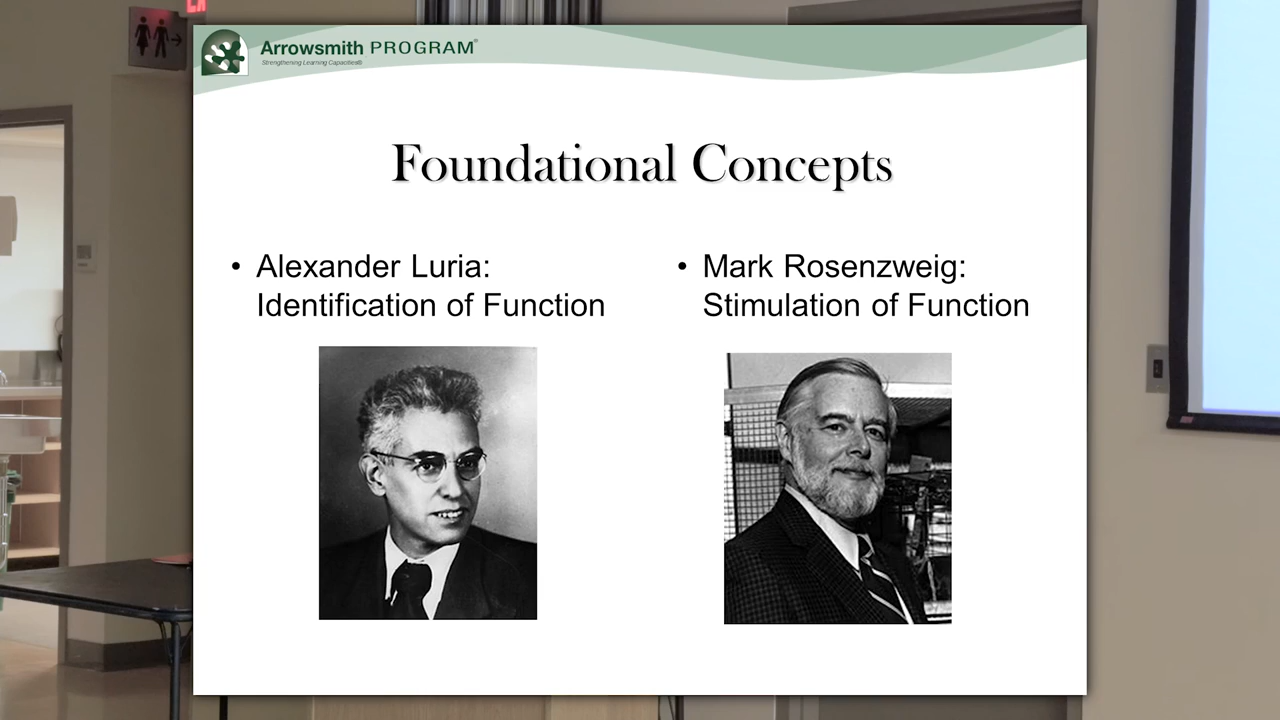 Arrowsmith PROGRAM®
Strengthening Learning Capacities®
Foundational Concepts
• Alexander Luria:
Identification of Function
• Mark Rosenzweig:
Stimulation of Function